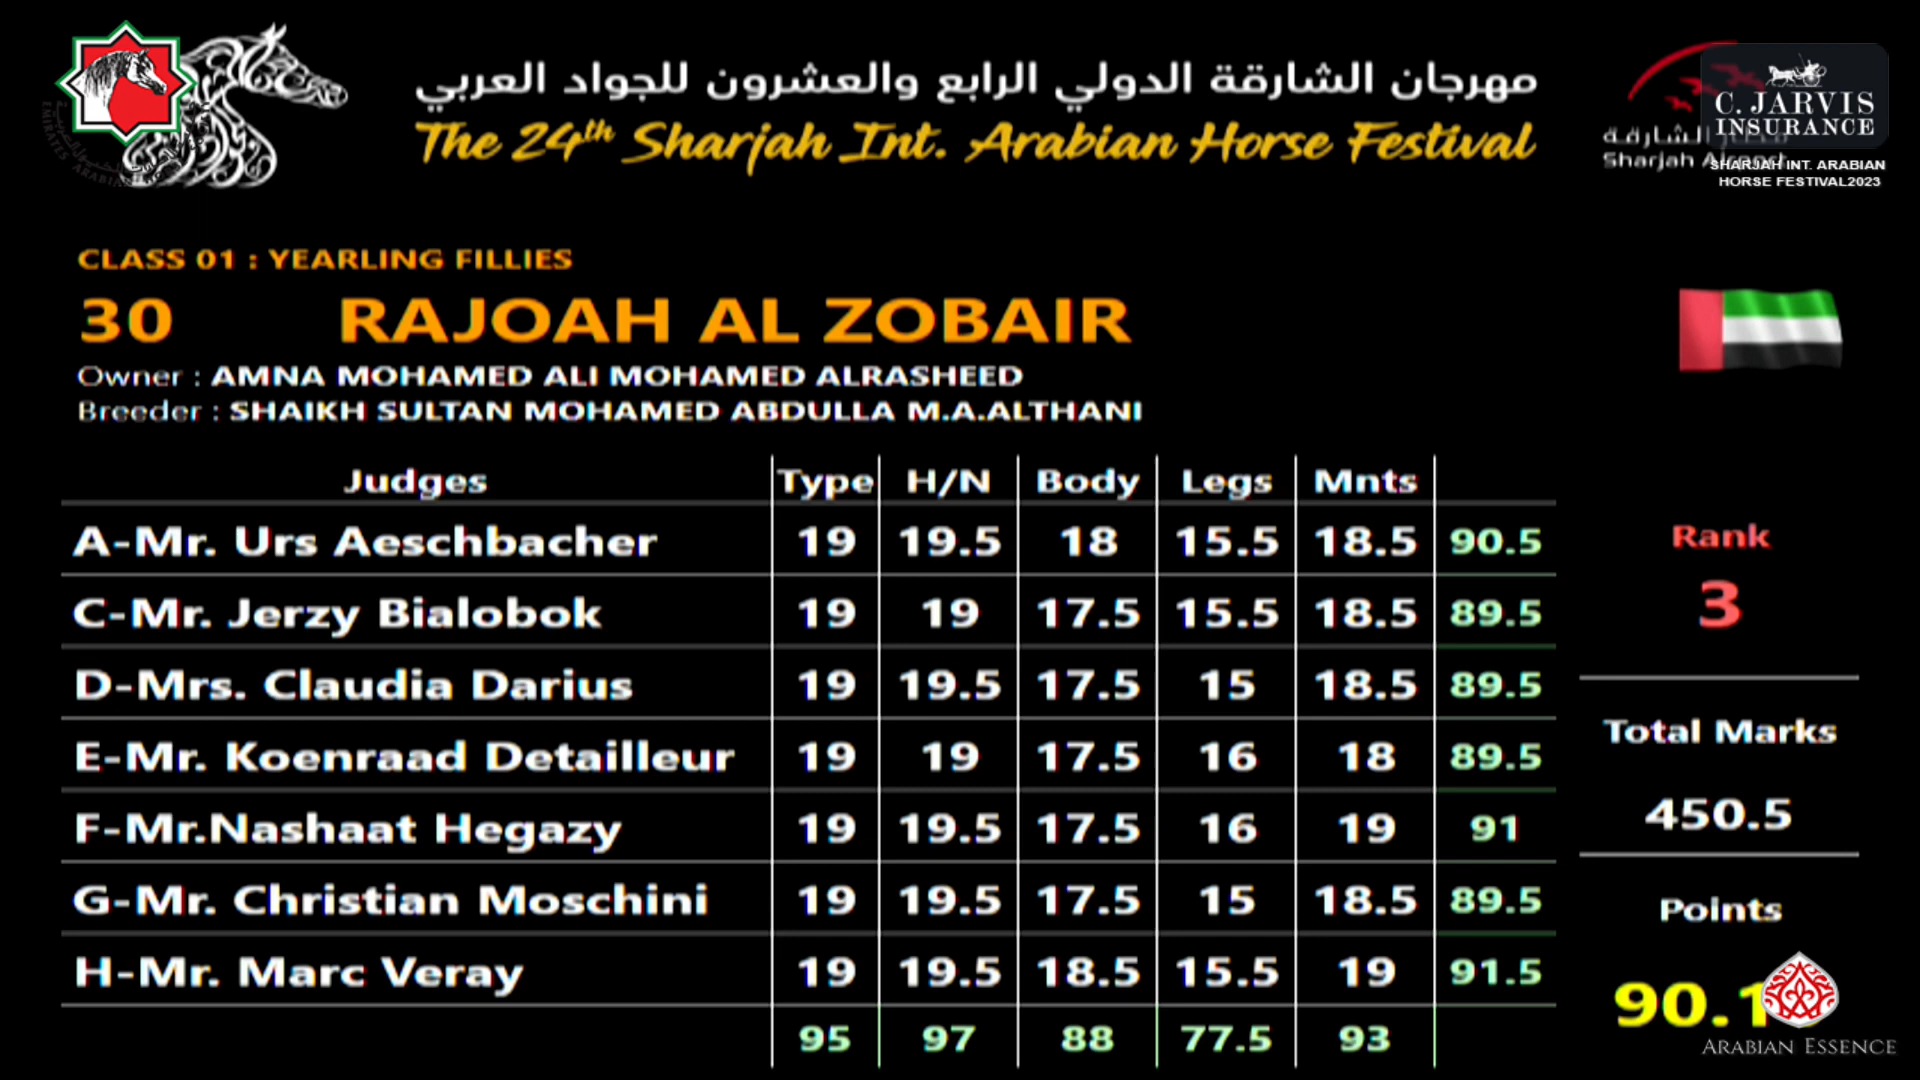 مهرجان الشارقة الدولي الرابع والعشرون للجواد العربي
The 24th Sharjah Int. Arabian Horse Festival
C. JARVIS
INSURANCE
Sharjah
SHARJAH INT. ARABIAN
HORSE FESTIVAL2023
CLASS 01 : YEARLING FILLIES
30 RAJOAH AL ZOBAIR
Owner : AMNA MOHAMED ALI MOHAMED ALRASHEED
Breeder : SHAIKH SULTAN MOHAMED ABDULLA M.A.ALTHANI
Judges Type H/N Body Legs Mnts
A-Mr. Urs Aeschbacher 19 19.5 18 15.5 18.5 90.5
C-Mr. Jerzy Bialobok 19 19 17.5 15.5 18.5 89.5
D-Mrs. Claudia Darius 19 19.5 17.5 15 18.5 89.5
E-Mr. Koenraad Detailleur 19 19 17.5 16 18 89.5
F-Mr.Nashaat Hegazy 19 19.5 17.5 16 19 91
G-Mr. Christian Moschini 19 19.5 17.5 15 18.5 89.5
H-Mr. Marc Veray 19 19.5 18.5 15.5 19 91.5
95 97 88 77.5 93
Rank
3
Total Marks
450.5
Points
90.1
ARABIAN ESSENCE